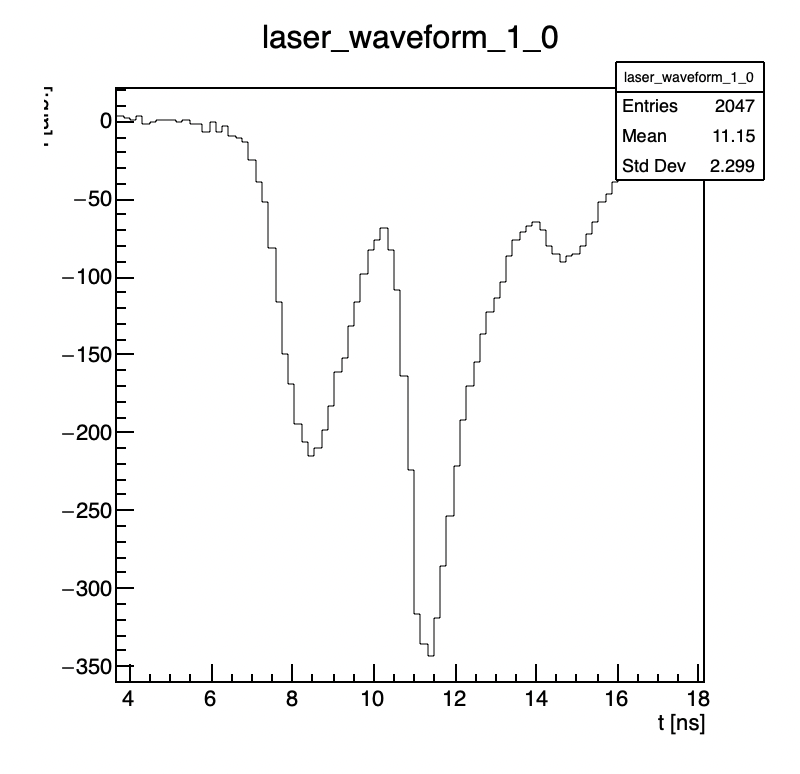 laser_waveform_1_0
laser_waveform_1_0
Entries 2047
Mean 11.15
Std Dev 2.299
0
−50
−100
−150
−200
−250
−300
−350
4 6 8 10 12 14 16 18
t [ns]